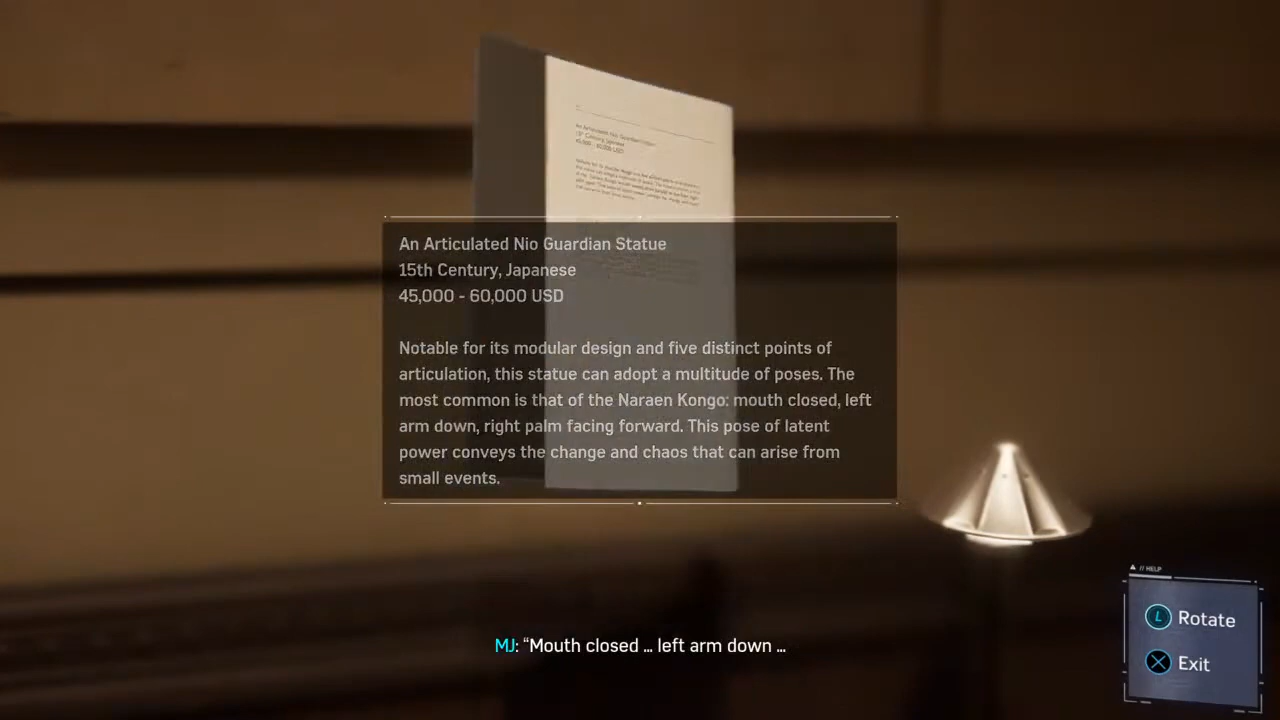 An Articulated Nio Guardian Statue
15th Century, Japanese
45,000 - 60,000 USD
Notable for its modular design and five distinct points of
articulation, this statue can adopt a multitude of poses. The
most common is that of the Naraen Kongo: mouth closed, left
arm down, right palm facing forward. This pose of latent
power conveys the change and chaos that can arise from
small events.
// HELP
L Rotate
Exit
MJ: “Mouth closed ... left arm down ...